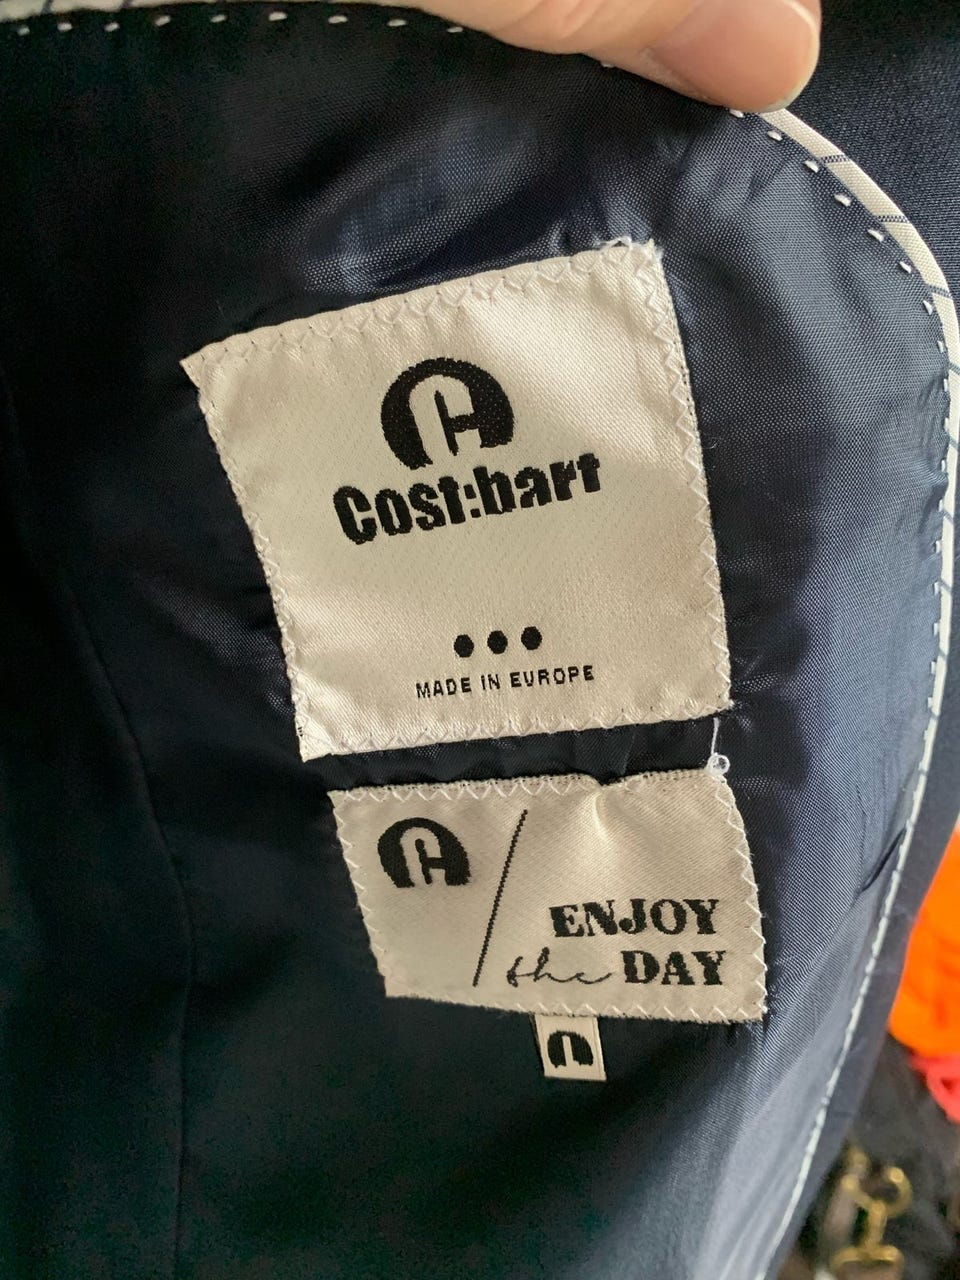 Cost:bart
MADE IN EUROPE
ENJOY
the DAY